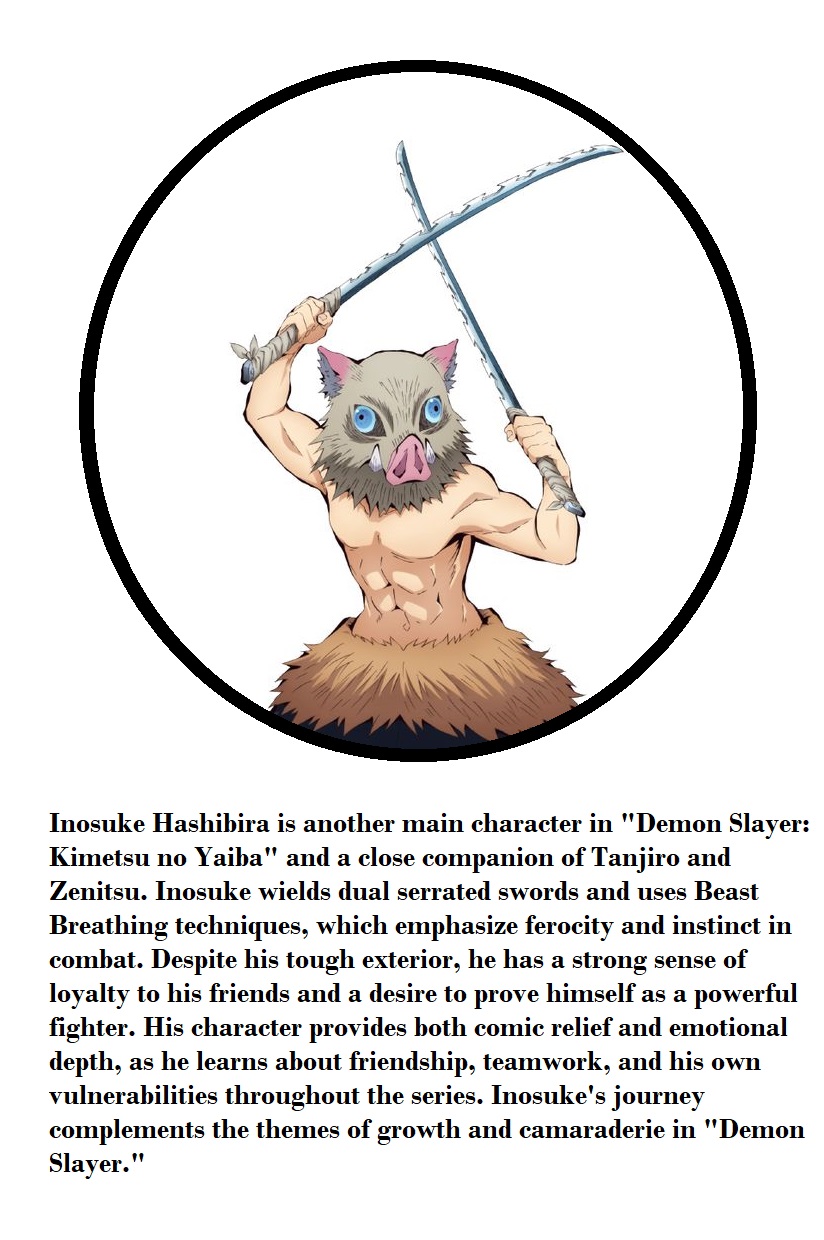 Inosuke Hashibira is another main character in "Demon Slayer:
Kimetsu no Yaiba" and a close companion of Tanjiro and
Zenitsu. Inosuke wields dual serrated swords and uses Beast
Breathing techniques, which emphasize ferocity and instinct in
combat. Despite his tough exterior, he has a strong sense of
loyalty to his friends and a desire to prove himself as a powerful
fighter. His character provides both comic relief and emotional
depth, as he learns about friendship, teamwork, and his own
vulnerabilities throughout the series. Inosuke's journey
complements the themes of growth and camaraderie in "Demon
Slayer."